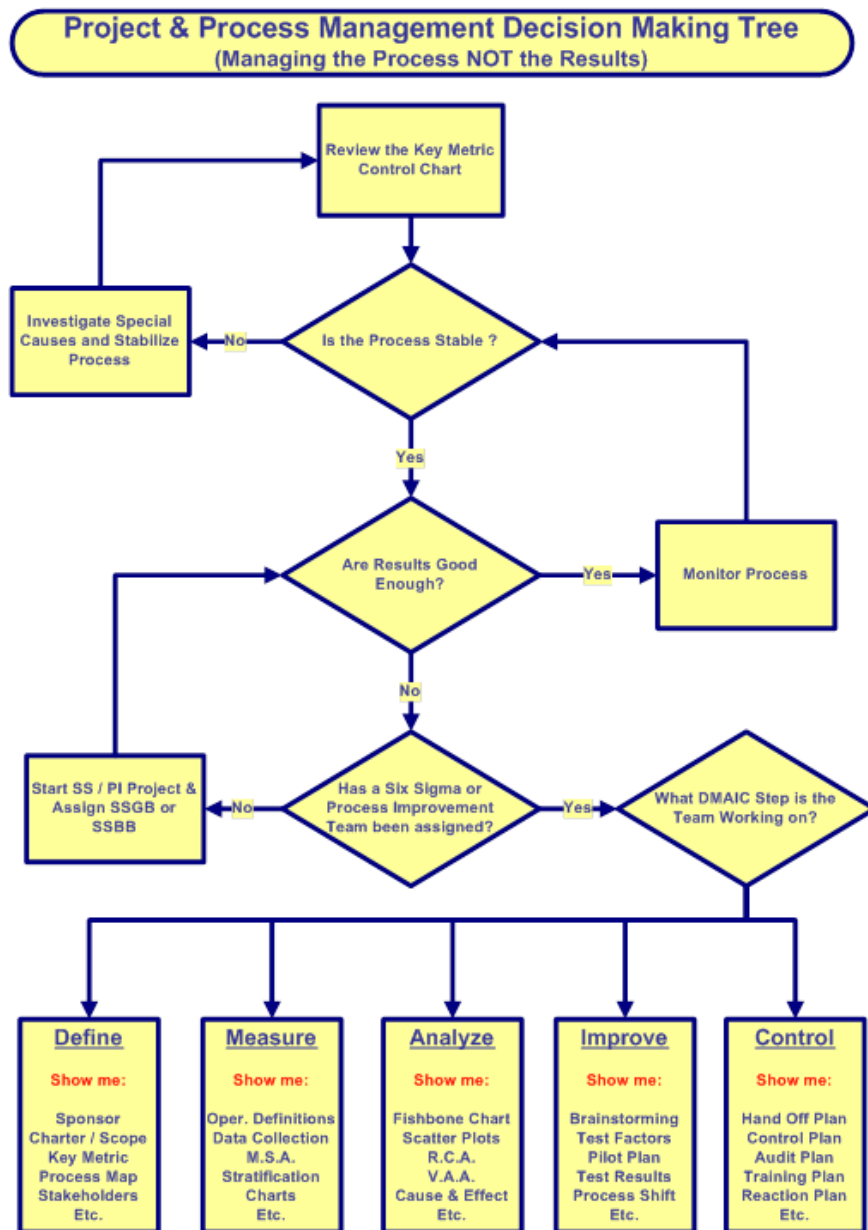 Project & Process Management Decision Making Tree
(Managing the Process NOT the Results)
Review the Key Metric
Control Chart
Investigate Special
Causes and Stabilize
Process
No
Is the Process Stable ?
Yes
Are Results Good
Enough?
Yes
Monitor Process
No
Start SS / PI Project &
Assign SSGB or
SSBB
No
Has a Six Sigma or
Process Improvement
Team been assigned?
Yes
What DMAIC Step is the
Team Working on?
Define
Show me:
Sponsor
Charter / Scope
Key Metric
Process Map
Stakeholders
Etc.
Measure
Show me:
Oper. Definitions
Data Collection
M.S.A.
Stratification
Charts
Etc.
Analyze
Show me:
Fishbone Chart
Scatter Plots
R.C.A.
V.A.A.
Cause & Effect
Etc.
Improve
Show me:
Brainstorming
Test Factors
Pilot Plan
Test Results
Process Shift
Etc.
Control
Show me:
Hand Off Plan
Control Plan
Audit Plan
Training Plan
Reaction Plan
Etc.